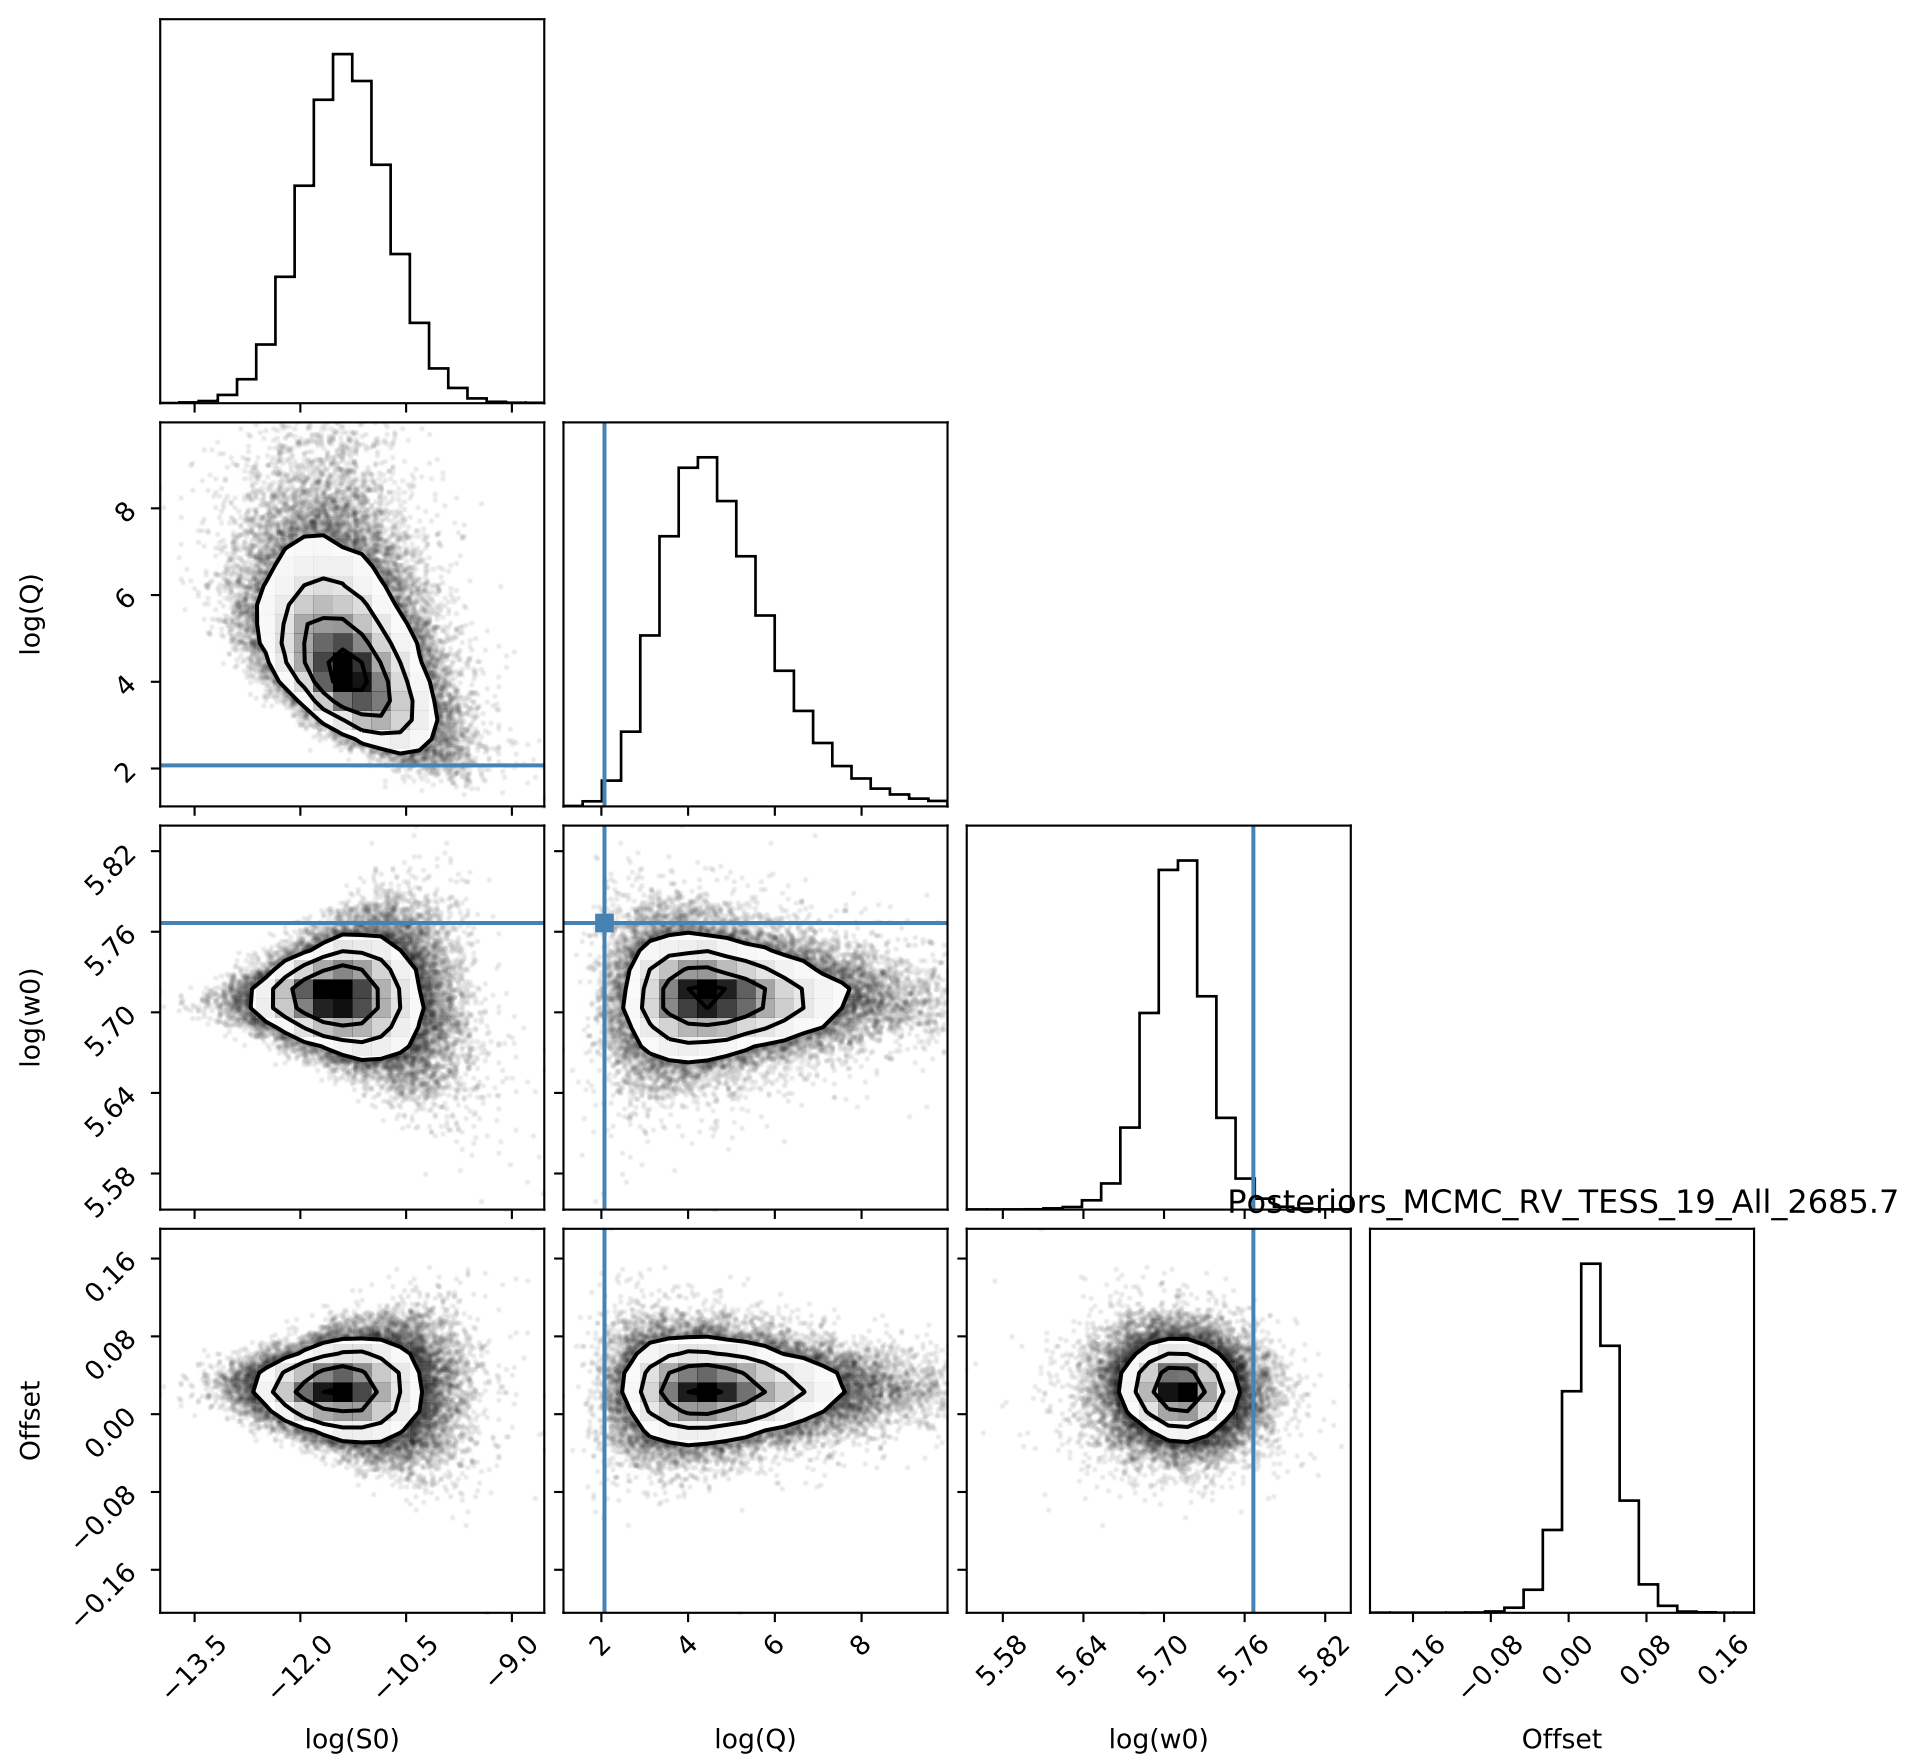 log(Q)
8
6
4
2
log(w0)
5.82
5.76
5.70
5.64
5.58
Posteriors_MCMC_RV_TESS_19_All_2685.7
Offset
0.16
0.08
0.00
−0.08
−0.16
−13.5 −12.0 −10.5 −9.0 2 4 6 8 5.58 5.64 5.70 5.76 5.82 −0.16 −0.08 0.00 0.08 0.16
log(S0) log(Q) log(w0) Offset